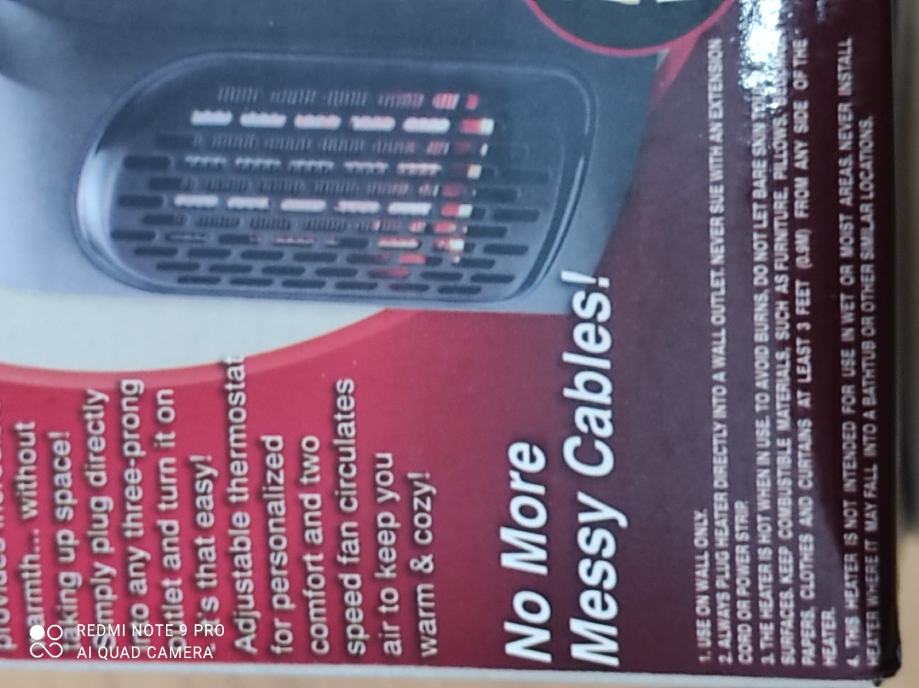 warmth... without
taking up space!
Simply plug directly
into any three-prong
outlet and turn it on
it's that easy!
Adjustable thermostat
for personalized
comfort and two
speed fan circulates
air to keep you
warm & cozy!
No More
Messy Cables!
1. USE ON WALL ONLY.
2. ALWAYS PLUG HEATER DIRECTLY INTO A WALL OUTLET. NEVER SUE WITH AN EXTENSION
CORD OR POWER STRIP.
3. THE HEATER IS HOT WHEN IN USE. TO AVOID BURNS, DO NOT LET BARE SKIN
SURFACES. KEEP COMBUSTIBLE MATERIALS, SUCH AS FURNITURE, PILLOWS,
PAPERS, CLOTHES AND CURTAINS AT LEAST 3 FEET (0.9M) FROM ANY SIDE OF THE
HEATER.
4. THIS HEATER IS NOT INTENDED FOR USE IN WET OR MOIST AREAS. NEVER INSTALL
HEATER WHERE IT MAY FALL INTO A BATHTUB OR OTHER SIMILAR LOCATIONS.
REDMI NOTE 9 PRO
AI QUAD CAMERA